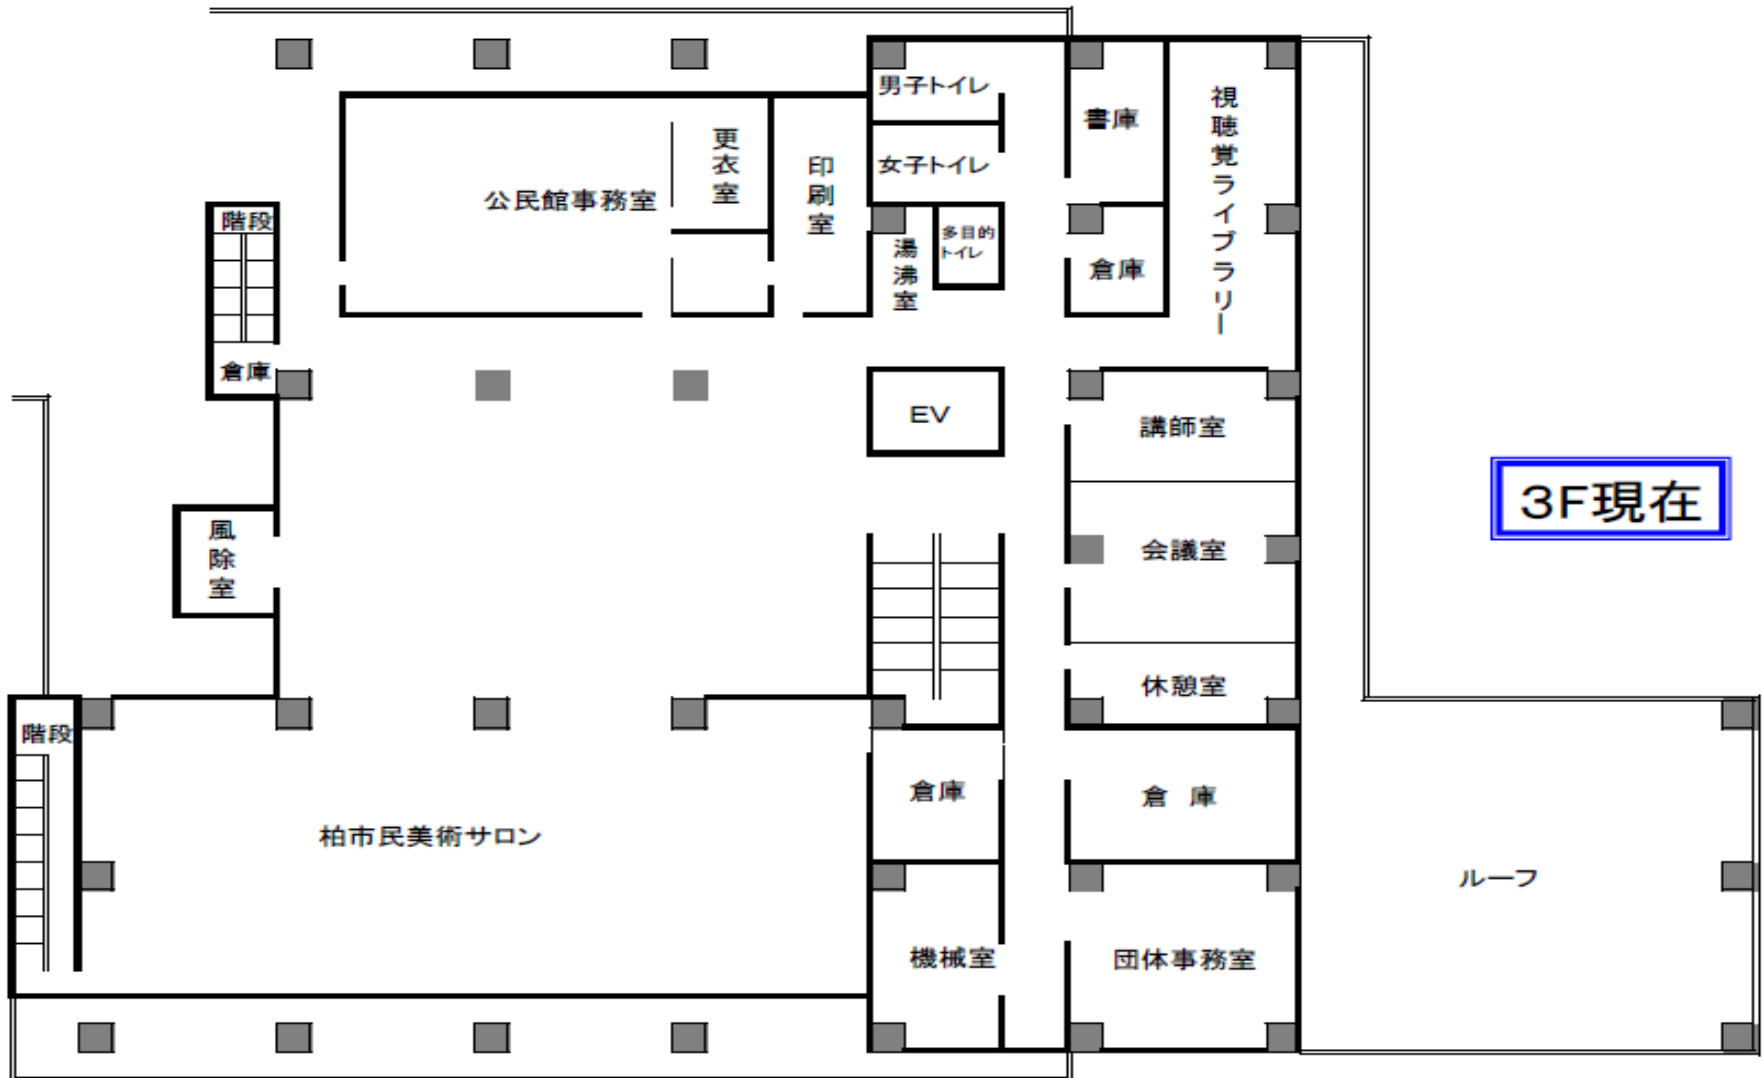 男子トイレ
書庫
視聴覚ライブラリー
更衣室
印刷室
女子トイレ
公民館事務室
階段
湯沸室
多目的
トイレ
倉庫
倉庫
EV
講師室
3F現在
風除室
会議室
休憩室
階段
倉庫
倉 庫
柏市民美術サロン
ルーフ
機械室
団体事務室